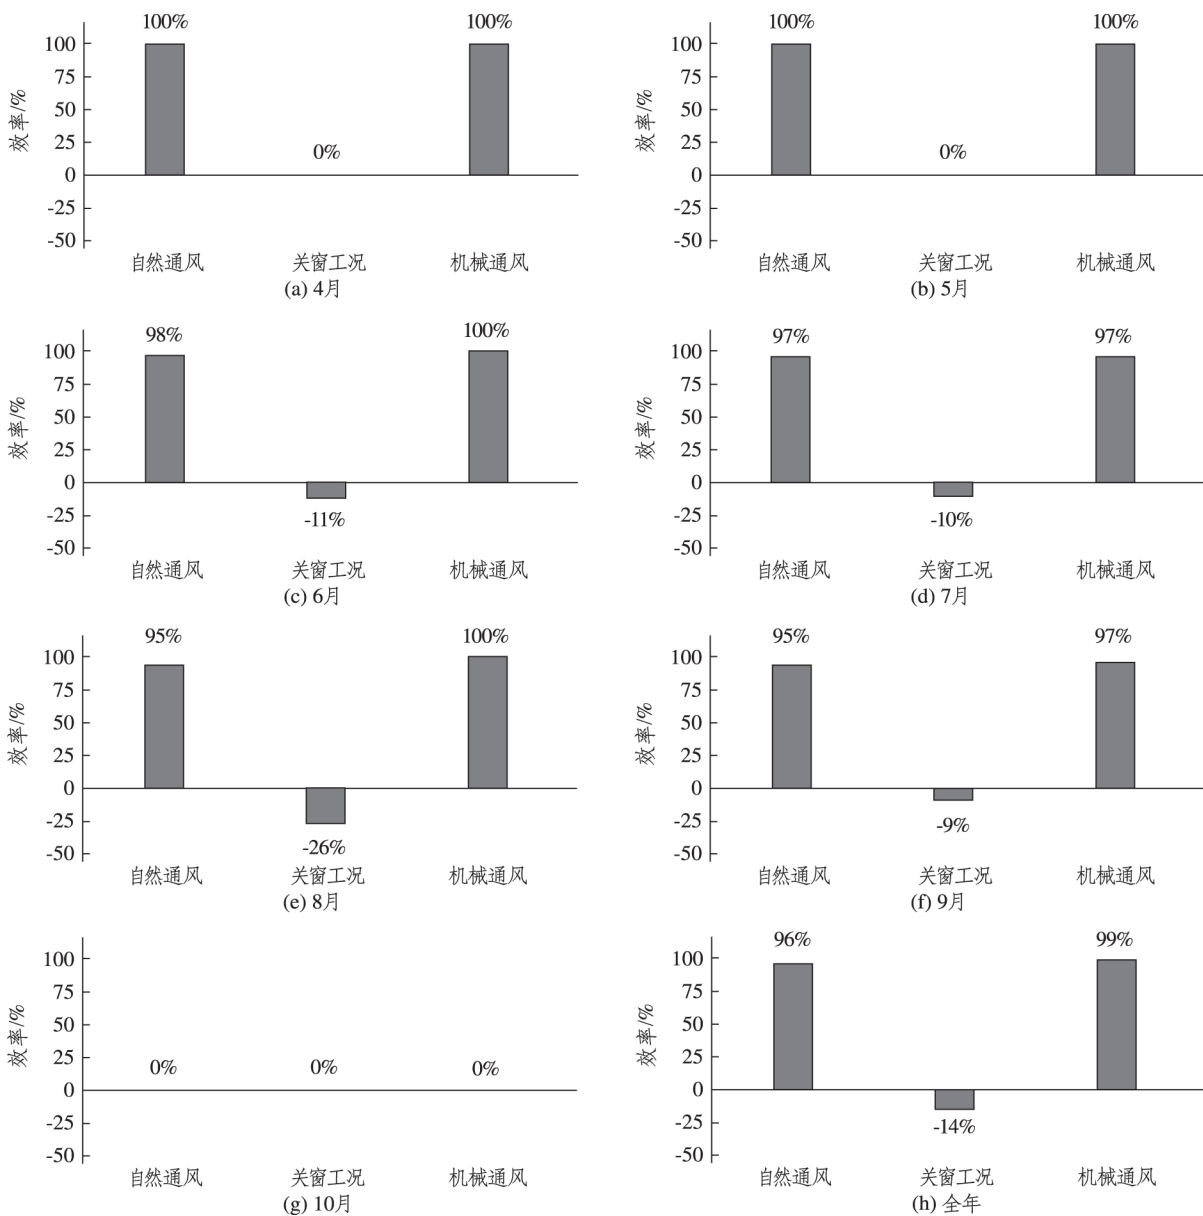 100%
100%
100
75
50
25
0
-25
-50
效率/%
0%
自然通风
关窗工况
机械通风
(a) 4月
100%
100%
100
75
50
25
0
-25
-50
效率/%
0%
自然通风
关窗工况
机械通风
(b) 5月
98%
100%
100
75
50
25
0
-25
-50
效率/%
-11%
自然通风
关窗工况
机械通风
(c) 6月
97%
97%
100
75
50
25
0
-25
-50
效率/%
-10%
自然通风
关窗工况
机械通风
(d) 7月
95%
100%
100
75
50
25
0
-25
-50
效率/%
-26%
自然通风
关窗工况
机械通风
(e) 8月
95%
97%
100
75
50
25
0
-25
-50
效率/%
-9%
自然通风
关窗工况
机械通风
(f) 9月
100
75
50
25
0
-25
-50
效率/%
0%
0%
0%
自然通风
关窗工况
机械通风
(g) 10月
96%
99%
100
75
50
25
0
-25
-50
效率/%
-14%
自然通风
关窗工况
机械通风
(h) 全年